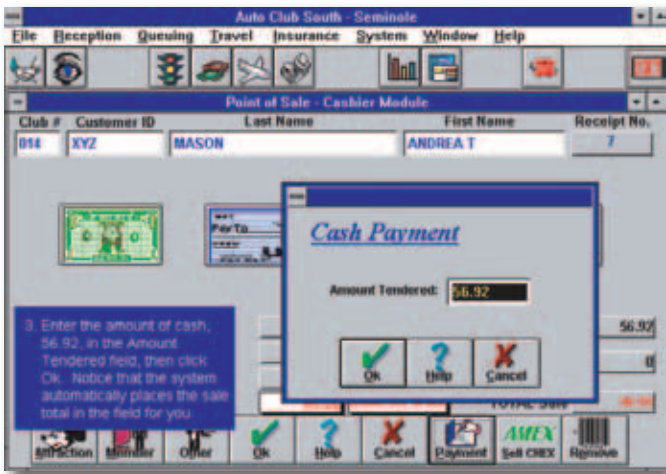 Auto Club South - Seminole
File Reception Queuing Travel Insurance System Window Help
Point of Sale - Cashier Module
Club # Customer ID Last Name First Name Receipt No.
014 XYZ MASON ANDREA T 7
Pay To
Cash Payment
Amount Tendered: 56.92
Ok Help Cancel
3. Enter the amount of cash,
56.92, in the Amount
Tendered field, then click
Ok. Notice that the system
automatically places the sale
total in the field for you
56.92
0
TOTAL Sale
Attraction Member Other Ok Help Cancel Payment AMEX Sell CHEX Remove